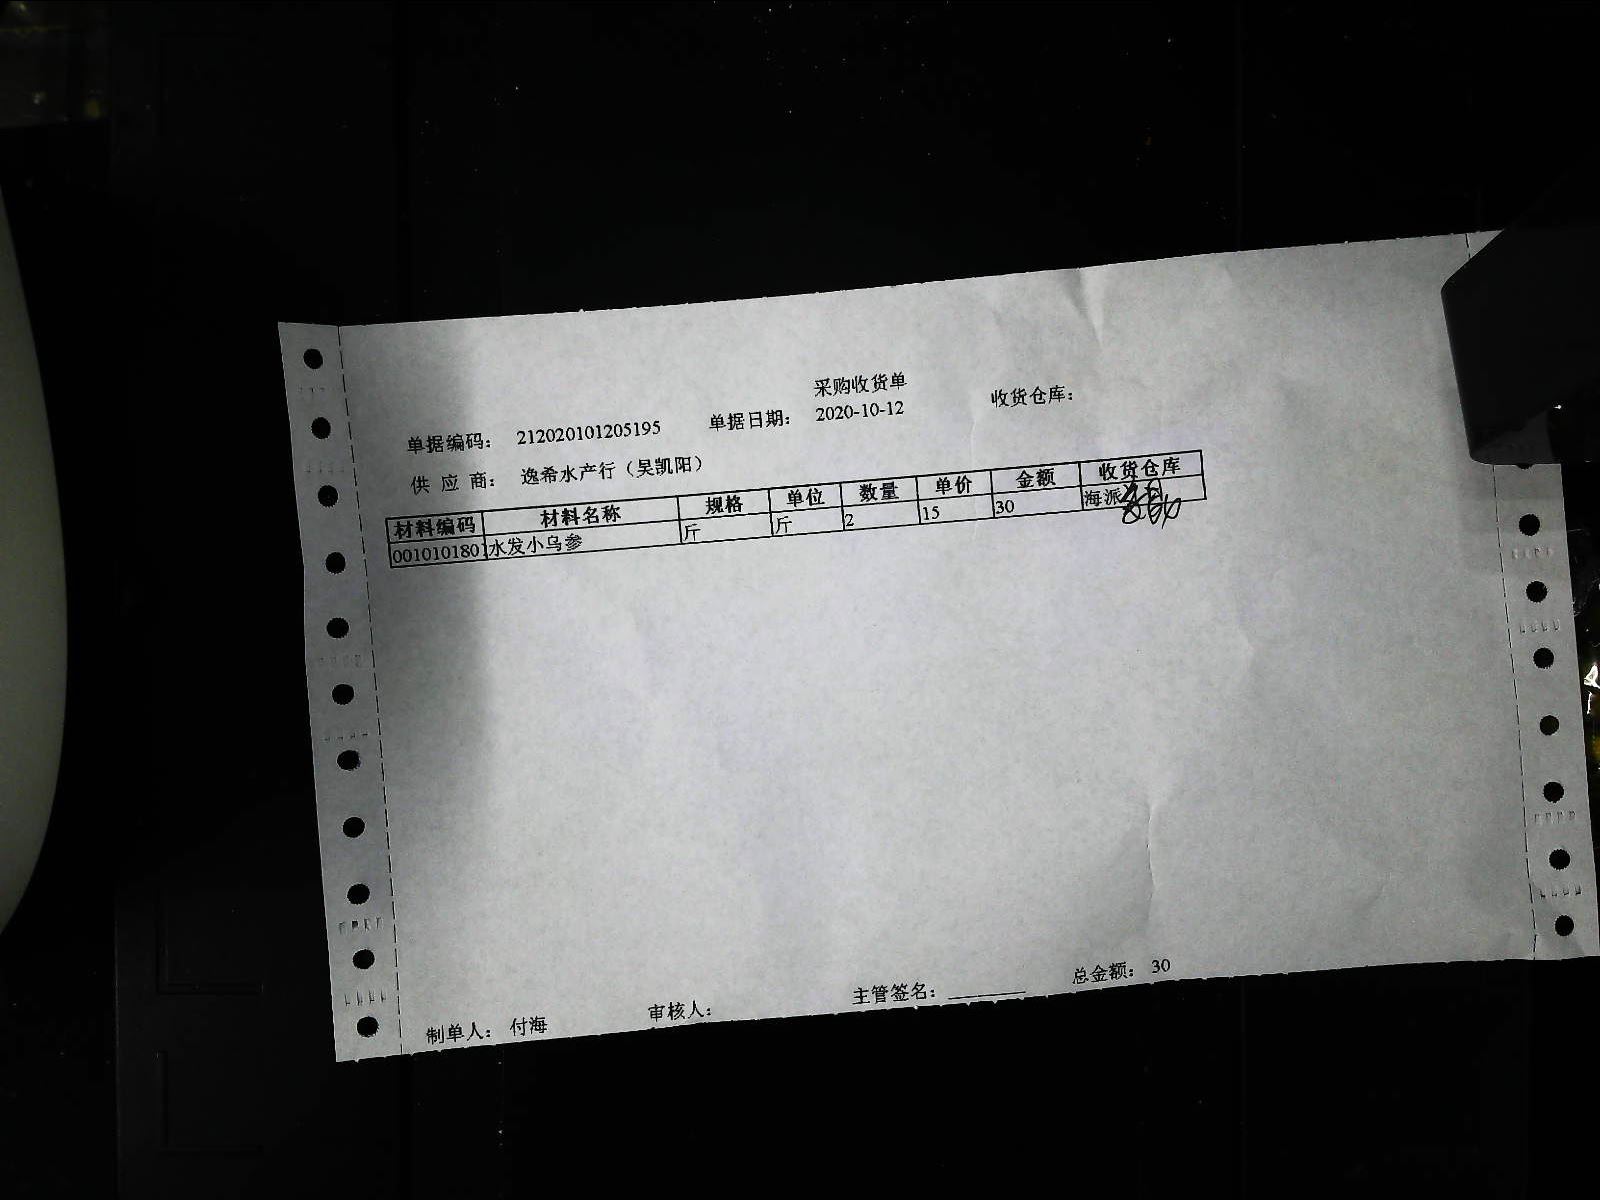 采购收货单
单据编码： 212020101205195 单据日期： 2020-10-12 收货仓库：
供 应 商： 逸希水产行（吴凯阳）
材料编码 材料名称 规格 单位 数量 单价 金额 收货仓库
001010180 水发小乌参 斤 斤 2 15 30 海派
制单人： 付海 审核人： 主管签名： ________ 总金额： 30